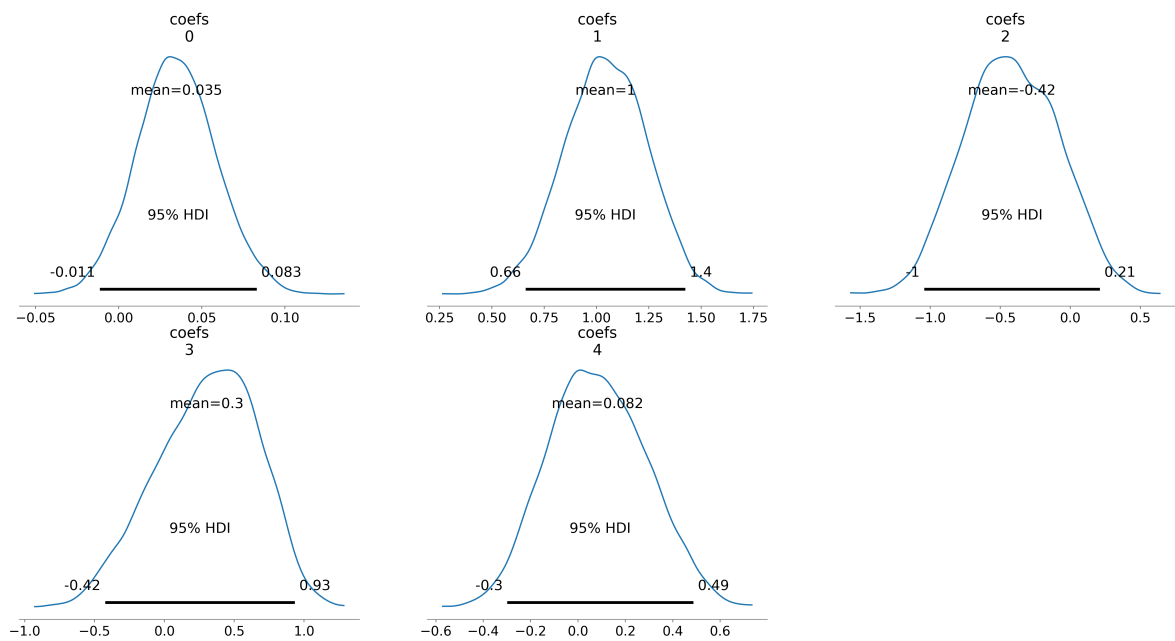 coefs
0
mean=0.035
95% HDI
-0.011
0.083
−0.05 0.00 0.05 0.10
coefs
1
mean=1
95% HDI
0.66
1.4
0.25 0.50 0.75 1.00 1.25 1.50 1.75
coefs
2
mean=-0.42
95% HDI
-1
0.21
−1.5 −1.0 −0.5 0.0 0.5
coefs
3
mean=0.3
95% HDI
-0.42
0.93
−1.0 −0.5 0.0 0.5 1.0
coefs
4
mean=0.082
95% HDI
-0.3
0.49
−0.6 −0.4 −0.2 0.0 0.2 0.4 0.6